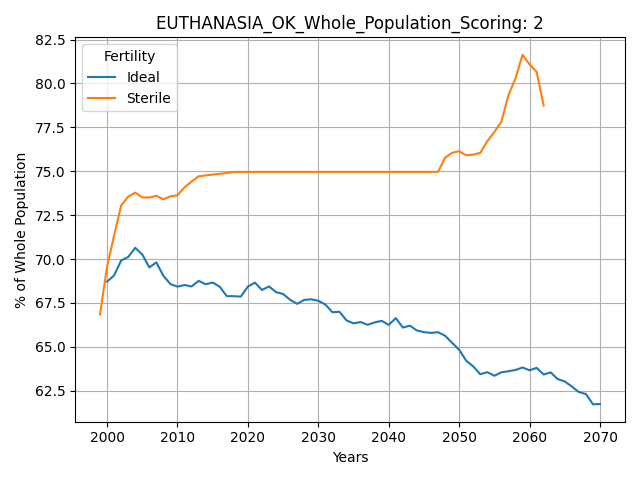 EUTHANASIA_OK_Whole_Population_Scoring: 2
82.5
80.0
77.5
75.0
72.5
70.0
67.5
65.0
62.5
% of Whole Population
Fertility
Ideal
Sterile
2000 2010 2020 2030 2040 2050 2060 2070
Years